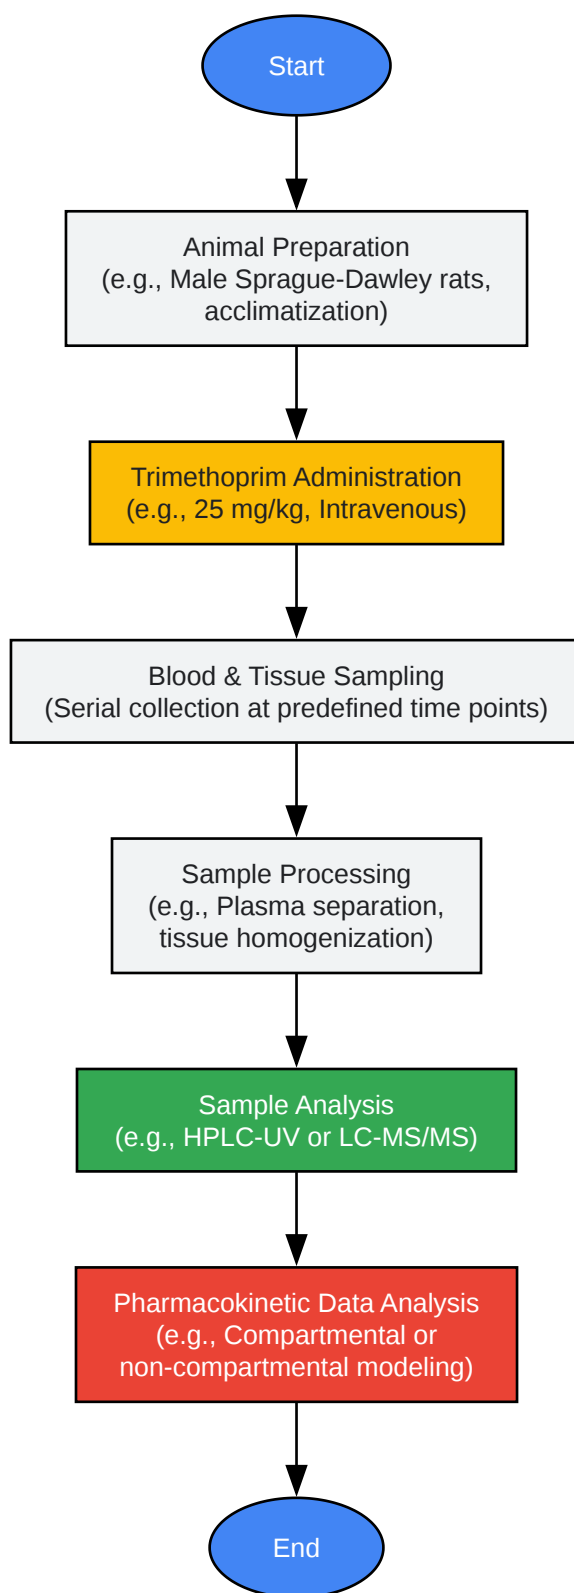 Start
Animal Preparation
(e.g., Male Sprague-Dawley rats,
acclimatization)
Trimethoprim Administration
(e.g., 25 mg/kg, Intravenous)
Blood & Tissue Sampling
(Serial collection at predefined time points)
Sample Processing
(e.g., Plasma separation,
tissue homogenization)
Sample Analysis
(e.g., HPLC-UV or LC-MS/MS)
Pharmacokinetic Data Analysis
(e.g., Compartmental or
non-compartmental modeling)
End